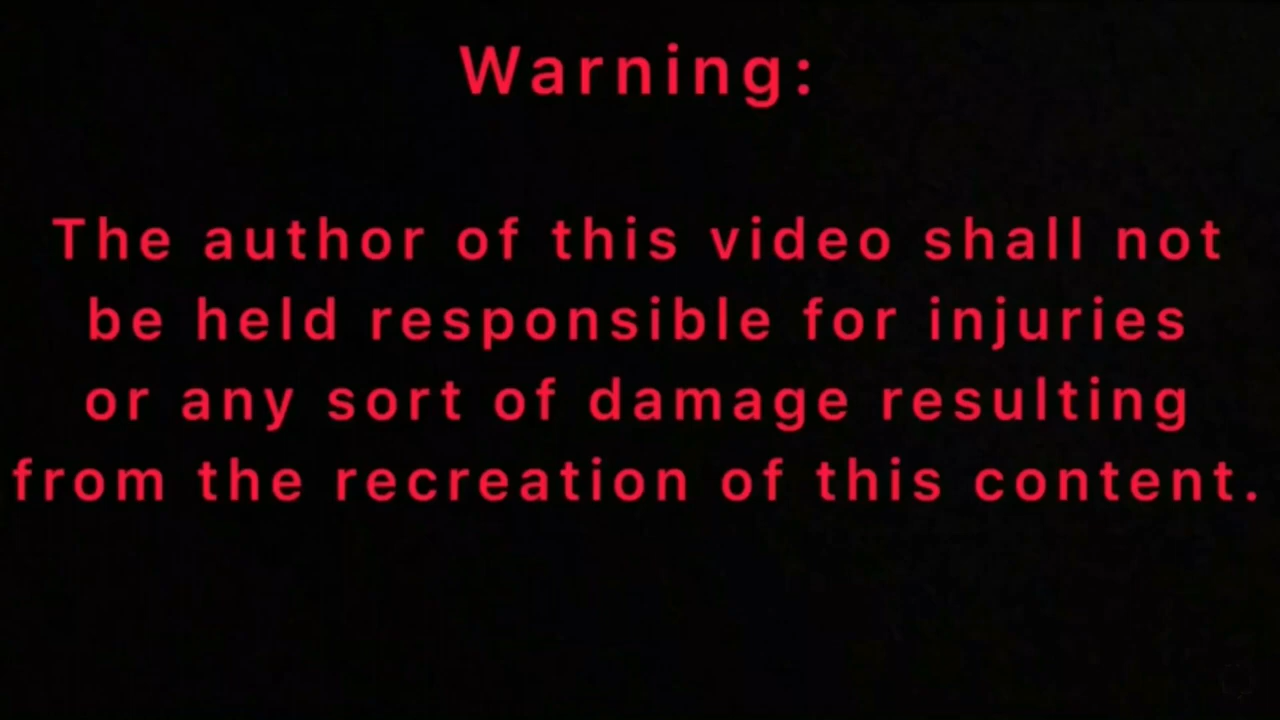 Warning:
The author of this video shall not
be held responsible for injuries
or any sort of damage resulting
from the recreation of this content.